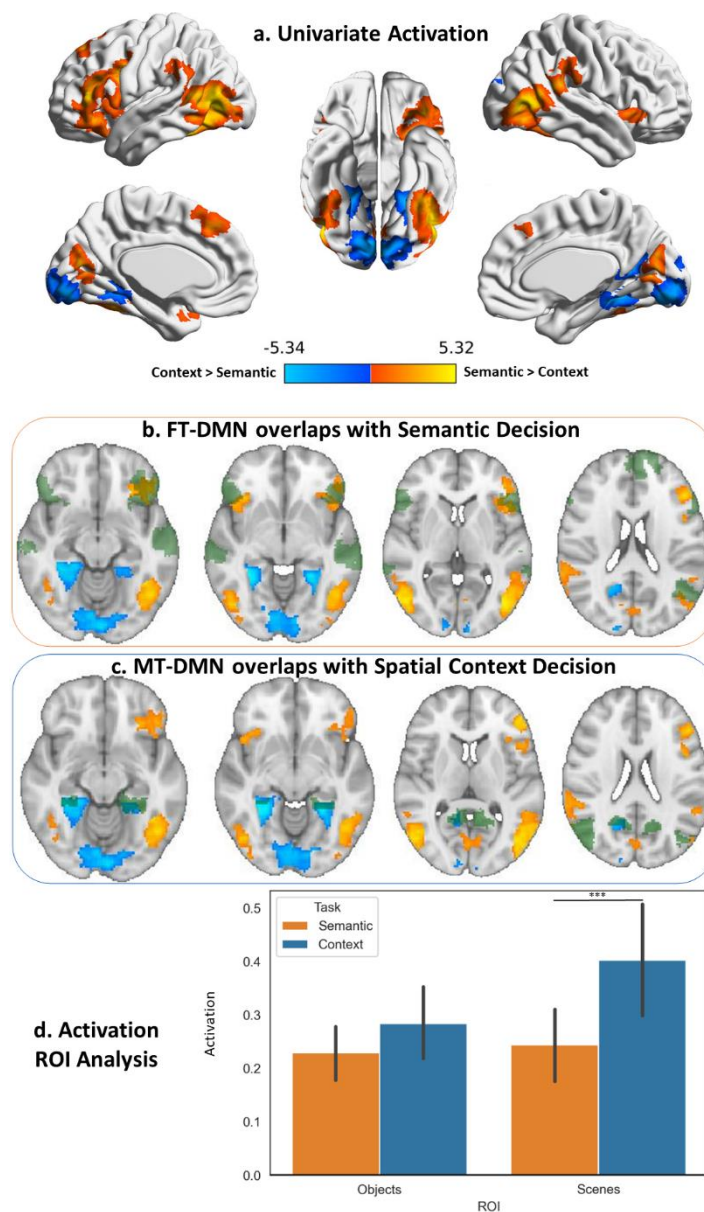 a. Univariate Activation
-5.34 5.32
Context > Semantic Semantic > Context
b. FT-DMN overlaps with Semantic Decision
c. MT-DMN overlaps with Spatial Context Decision
d. Activation
ROI Analysis
Activation
0.5
0.4
0.3
0.2
0.1
0.0
Task
Semantic
Context
***
Objects Scenes
ROI